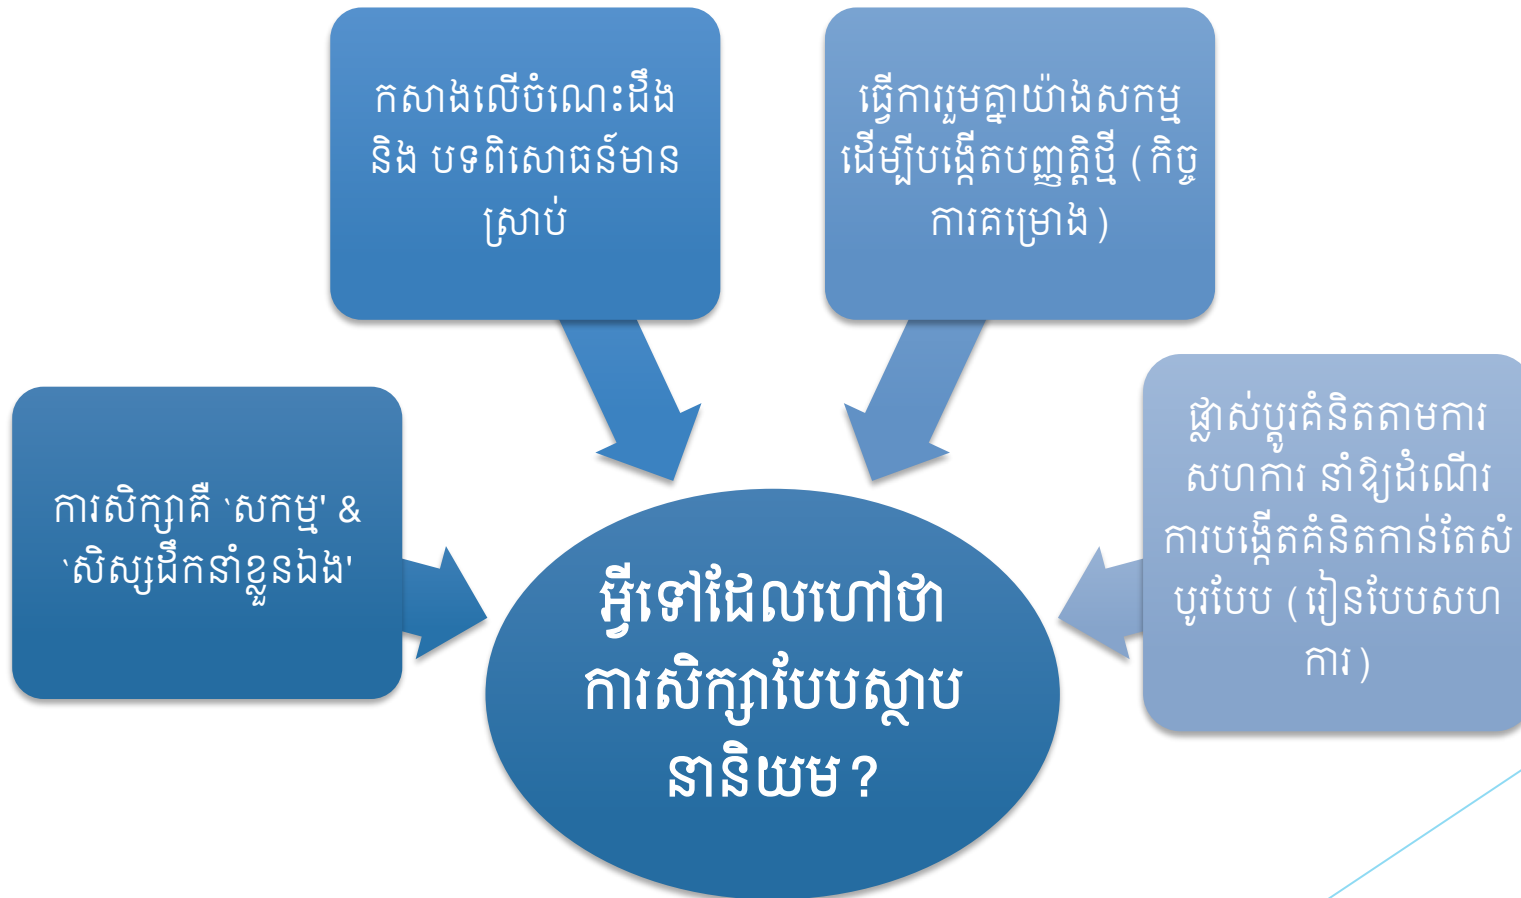 កសាងលើចំណេះដឹង
និង បទពិសោធន៍មាន
ស្រាប់
ធ្វើការរួមគ្នាយ៉ាងសកម្ម
ដើម្បីបង្កើតបញ្ញត្តិថ្មី (កិច្ច
ការគម្រោង)
ការសិក្សាគឺ ‵សកម្ម' &
‵សិស្សដឹកនាំខ្លួនឯង'
ផ្លាស់ប្តូរគំនិតតាមការ
សហការ នាំឱ្យដំណើរ
ការបង្កើតគំនិតកាន់តែសំ
បូរបែប (រៀនបែបសហ
ការ)
អ្វីទៅដែលហៅថា
ការសិក្សាបែបស្ថាប
នានិយម?